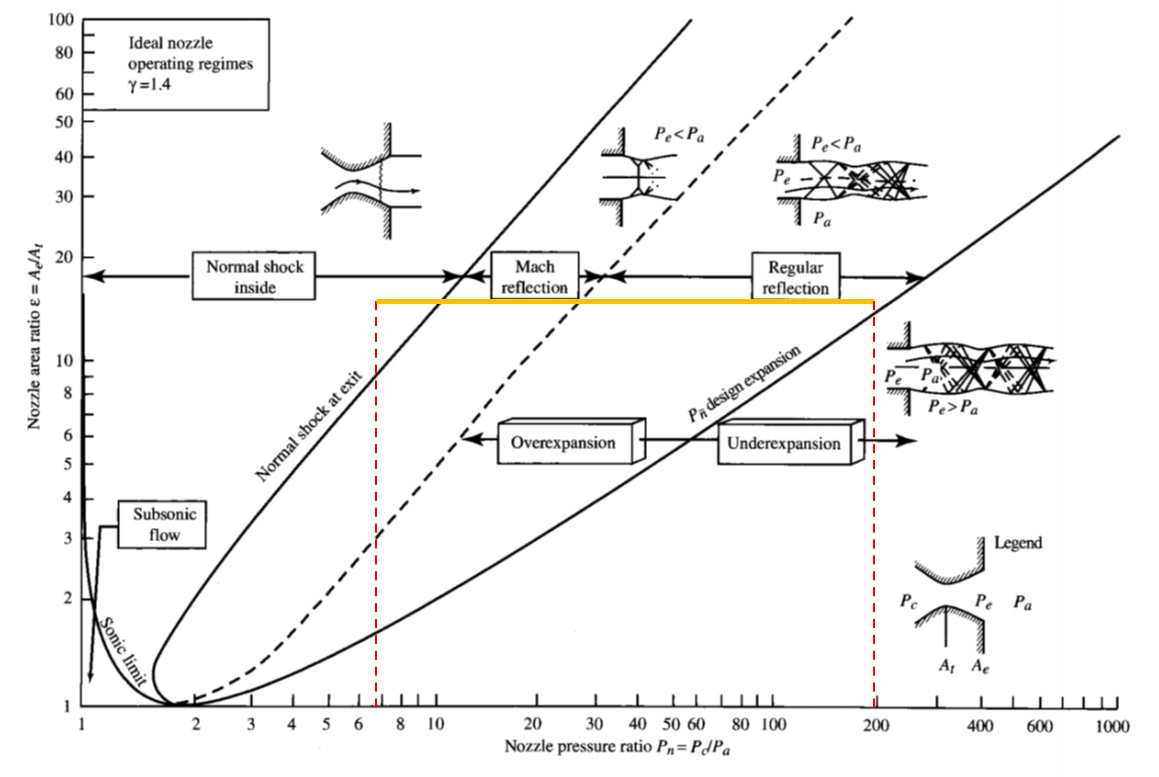 100
80
60
50
40
30
20
10
8
6
5
4
3
2
1
Nozzle area ratio ε = Ae/At
Ideal nozzle
operating regimes
γ=1.4
Pe<Pa
Pe<Pa
Pe
Pa
Normal shock
inside
Mach
reflection
Regular
reflection
Pe
Pa
Pe>Pa
Normal shock at exit
Pn̄ design expansion
Overexpansion
Underexpansion
Subsonic
flow
Sonic limit
Legend
Pc
Pe
Pa
At
Ae
1
2
3
4
5
6
8
10
20
30
40
50
60
80
100
200
400
600
1000
Nozzle pressure ratio Pn = Pc/Pa